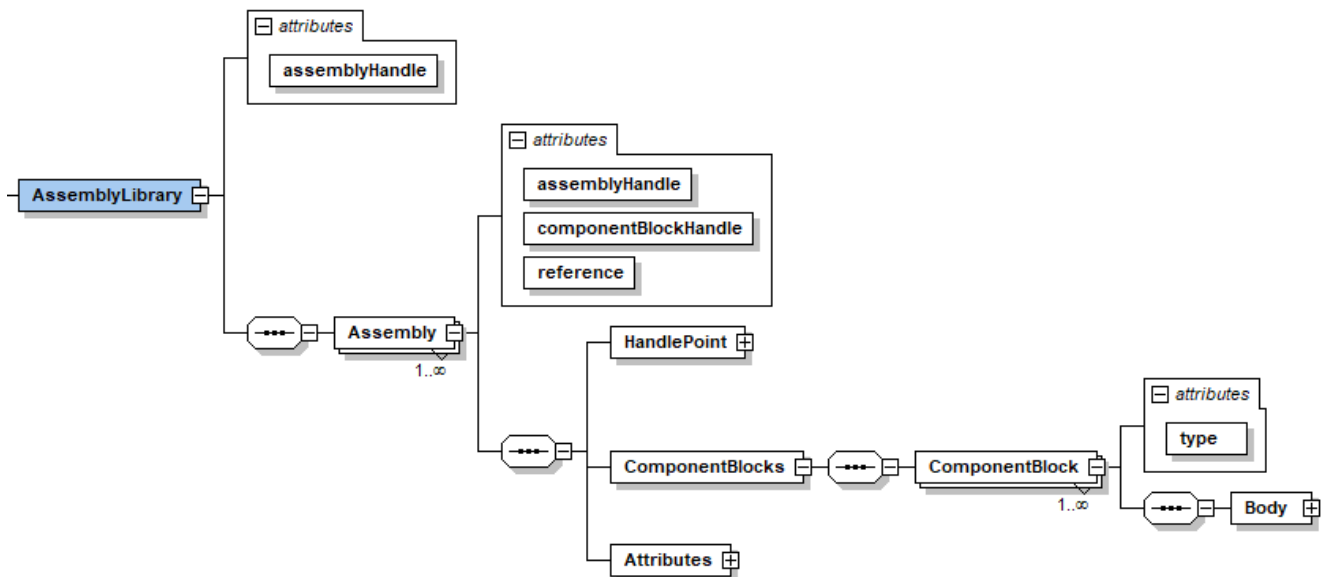 attributes
assemblyHandle
attributes
assemblyHandle
AssemblyLibrary
componentBlockHandle
reference
Assembly
1..∞
HandlePoint
attributes
type
ComponentBlocks
ComponentBlock
1..∞
Body
Attributes